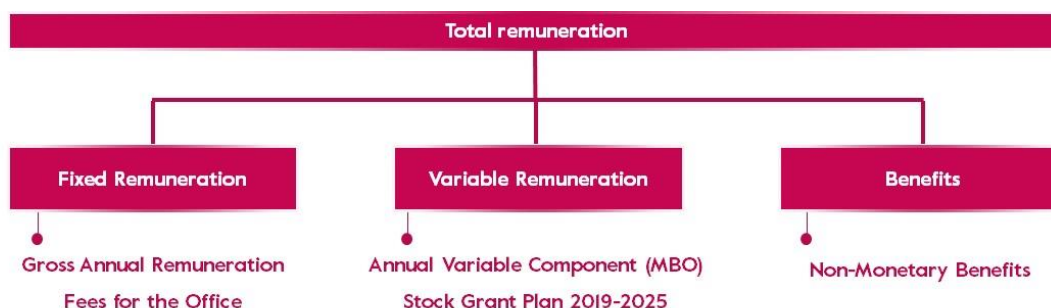 Total remuneration
Fixed Remuneration
Variable Remuneration
Benefits
Gross Annual Remuneration
Fees for the Office
Annual Variable Component (MBO)
Stock Grant Plan 2019-2025
Non-Monetary Benefits